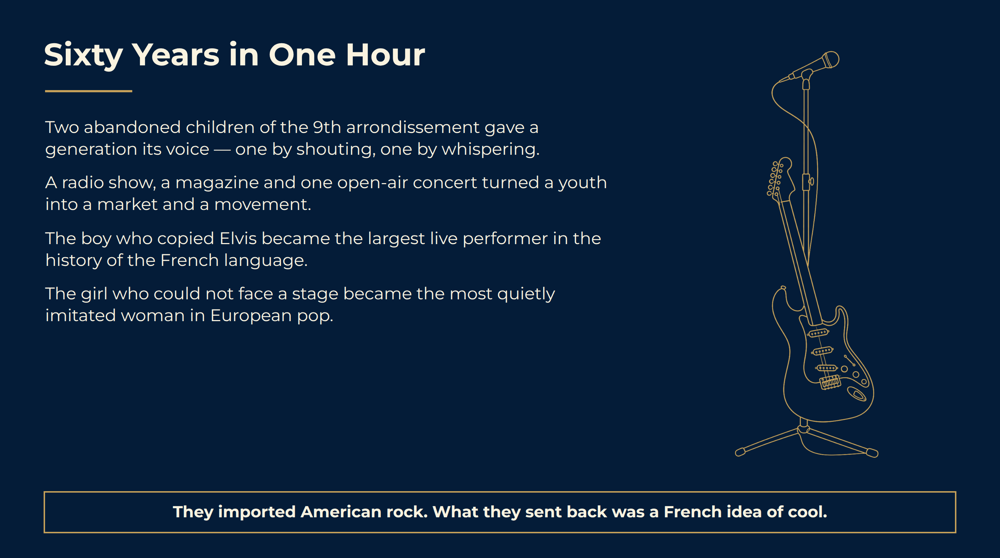 Sixty Years in One Hour
Two abandoned children of the 9th arrondissement gave a
generation its voice — one by shouting, one by whispering.
A radio show, a magazine and one open-air concert turned a youth
into a market and a movement.
The boy who copied Elvis became the largest live performer in the
history of the French language.
The girl who could not face a stage became the most quietly
imitated woman in European pop.
They imported American rock. What they sent back was a French idea of cool.